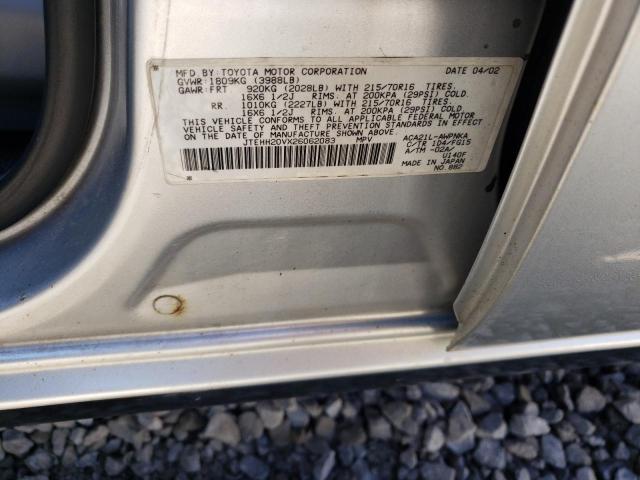 MFD BY: TOYOTA MOTOR CORPORATION DATE 04/02
GVWR: 1809KG (3988LB)
GAWR: FRT 920KG (2028LB) WITH 215/70R16 TIRES.
16X6 1/2J RIMS. AT 200KPA (29PSI) COLD.
RR. 1010KG (2227LB) WITH 215/70R16 TIRES.
16X6 1/2J RIMS. AT 200KPA (29PSI) COLD.
THIS VEHICLE CONFORMS TO ALL APPLICABLE FEDERAL MOTOR
VEHICLE SAFETY AND THEFT PREVENTION STANDARDS IN EFFECT
ON THE DATE OF MANUFACTURE SHOWN ABOVE.
JTEHH20VX26062083 MPV
ACA21L-AWPNKA
C/TR 1D4/FG15
A/TM -02A/
U140F
MADE IN JAPAN
NO.882